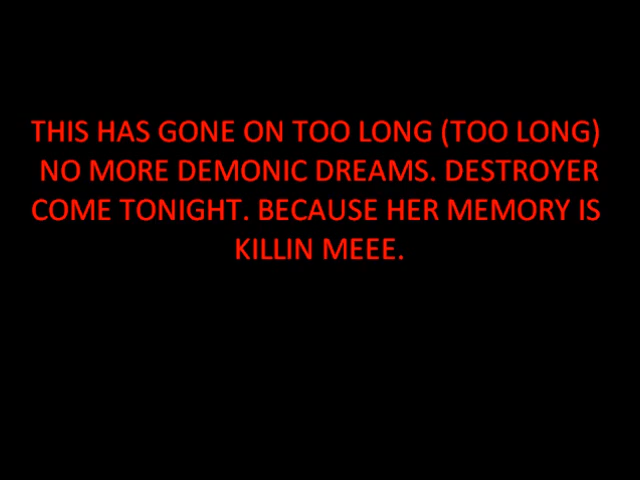 THIS HAS GONE ON TOO LONG (TOO LONG)
NO MORE DEMONIC DREAMS. DESTROYER
COME TONIGHT. BECAUSE HER MEMORY IS
KILLIN MEEE.